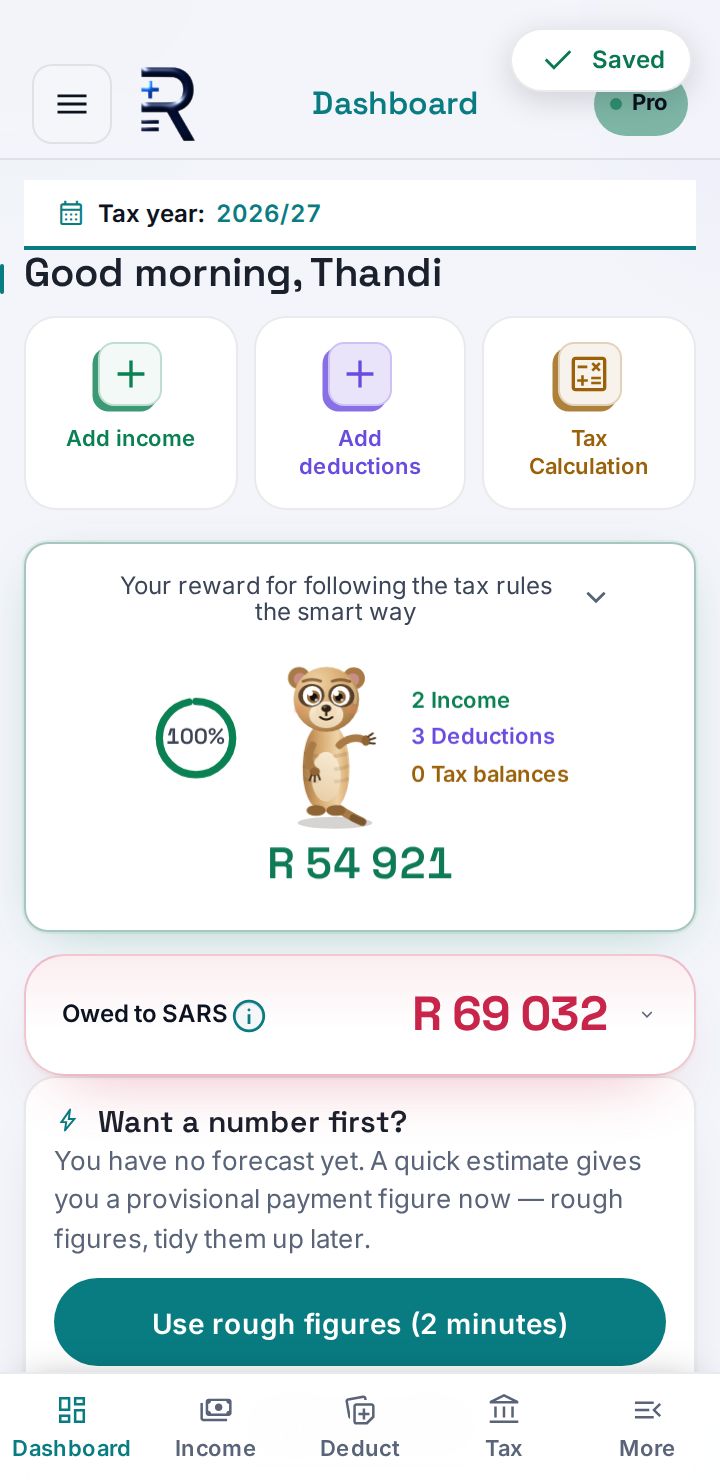 Saved
Dashboard
Pro
Tax year: 2026/27
Good morning, Thandi
Add income
Add
deductions
Tax
Calculation
Your reward for following the tax rules
the smart way
100%
2 Income
3 Deductions
0 Tax balances
R 54 921
Owed to SARS
R 69 032
Want a number first?
You have no forecast yet. A quick estimate gives
you a provisional payment figure now — rough
figures, tidy them up later.
Use rough figures (2 minutes)
Dashboard
Income
Deduct
Tax
More